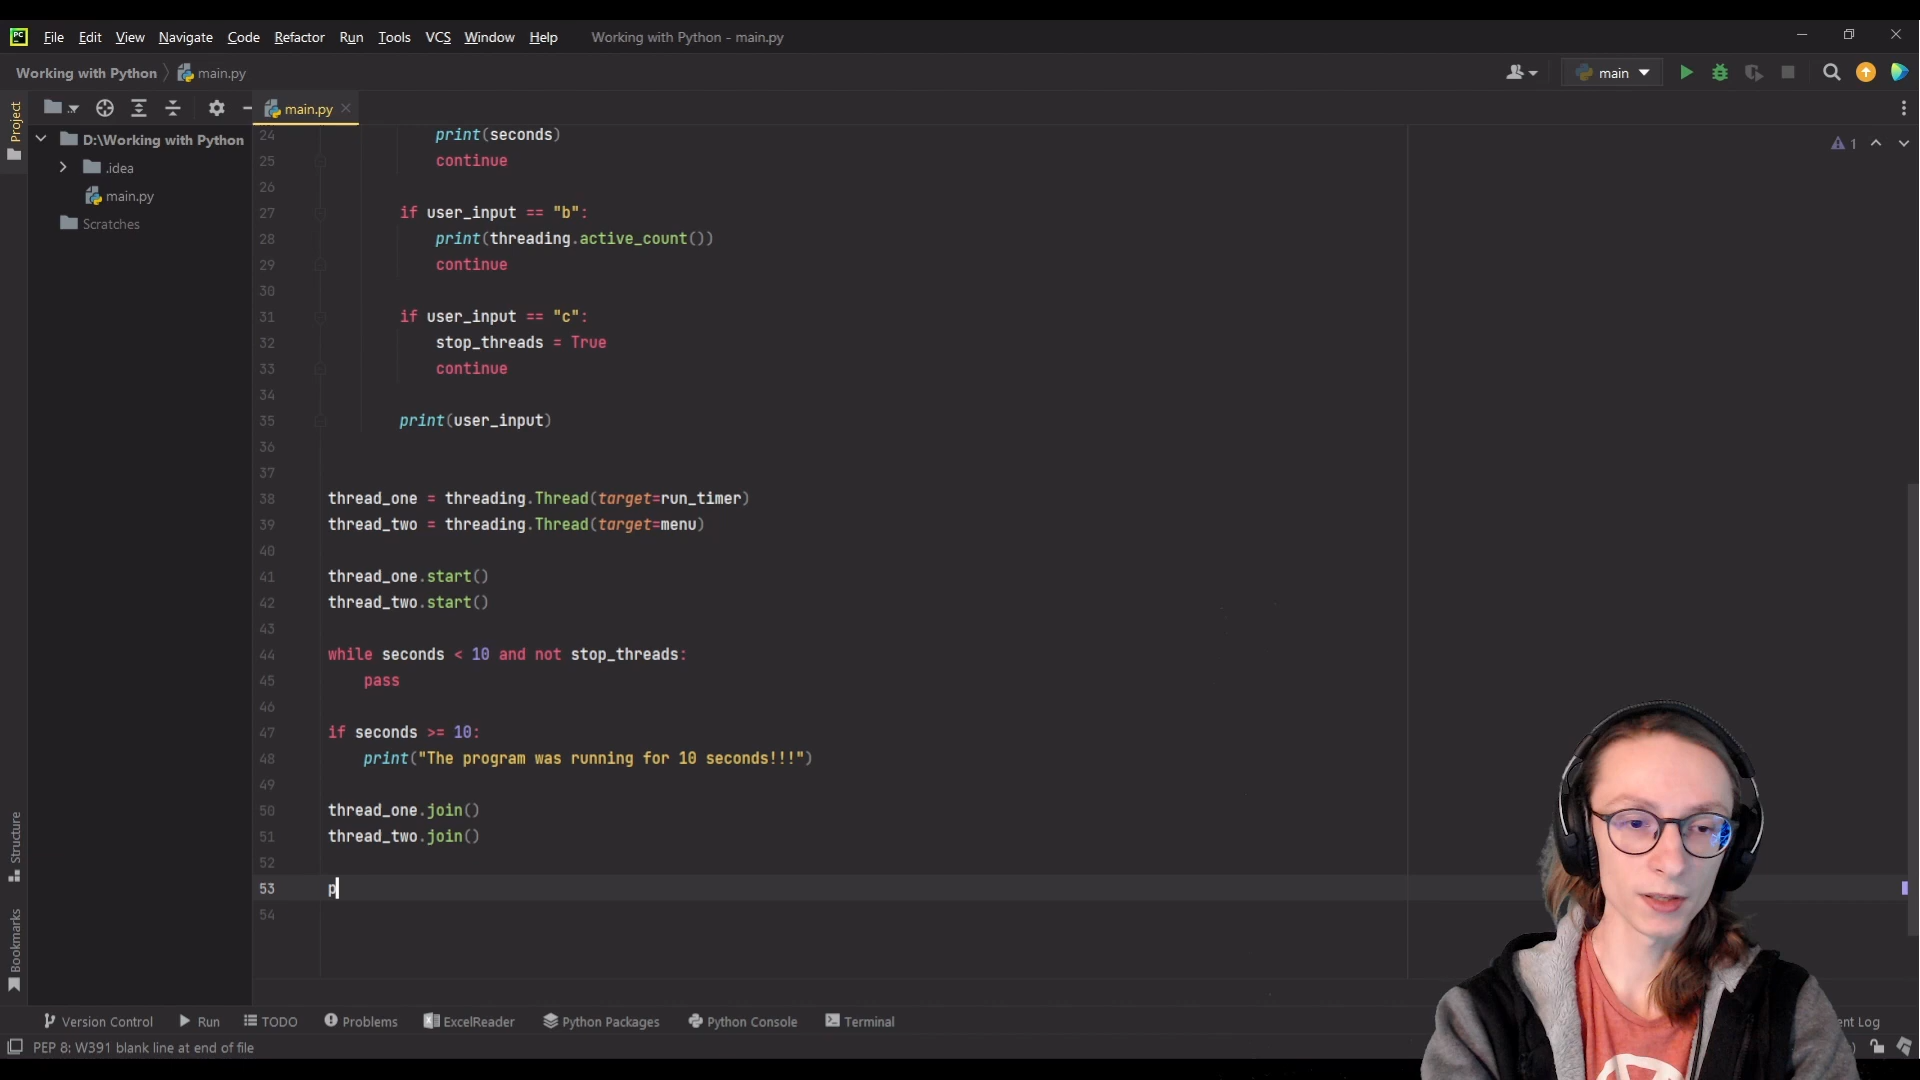 PC File Edit View Navigate Code Refactor Run Tools VCS Window Help Working with Python - main.py
Working with Python main.py main
Project
main.py
D:\Working with Python
.idea
main.py
Scratches
1
24 print(seconds)
25 continue
26
27 if user_input == "b":
28 print(threading.active_count())
29 continue
30
31 if user_input == "c":
32 stop_threads = True
33 continue
34
35 print(user_input)
36
37
38 thread_one = threading.Thread(target=run_timer)
39 thread_two = threading.Thread(target=menu)
40
41 thread_one.start()
42 thread_two.start()
43
44 while seconds < 10 and not stop_threads:
45 pass
46
47 if seconds >= 10:
48 print("The program was running for 10 seconds!!!")
49
50 thread_one.join()
51 thread_two.join()
52
53 p
54
Structure
Bookmarks
Version Control Run TODO Problems ExcelReader Python Packages Python Console Terminal Log
PEP 8: W391 blank line at end of file